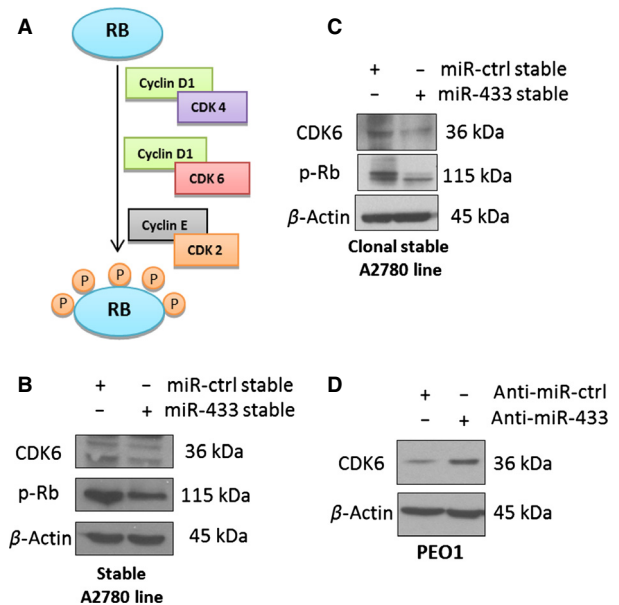 A
RB
Cyclin D1
CDK 4
Cyclin D1
CDK 6
Cyclin E
CDK 2
P P P P P
RB
B
+ – miR-ctrl stable
– + miR-433 stable
CDK6 36 kDa
p-Rb 115 kDa
β-Actin 45 kDa
Stable
A2780 line
C
+ – miR-ctrl stable
– + miR-433 stable
CDK6 36 kDa
p-Rb 115 kDa
β-Actin 45 kDa
Clonal stable
A2780 line
D
+ – Anti-miR-ctrl
– + Anti-miR-433
CDK6 36 kDa
β-Actin 45 kDa
PEO1